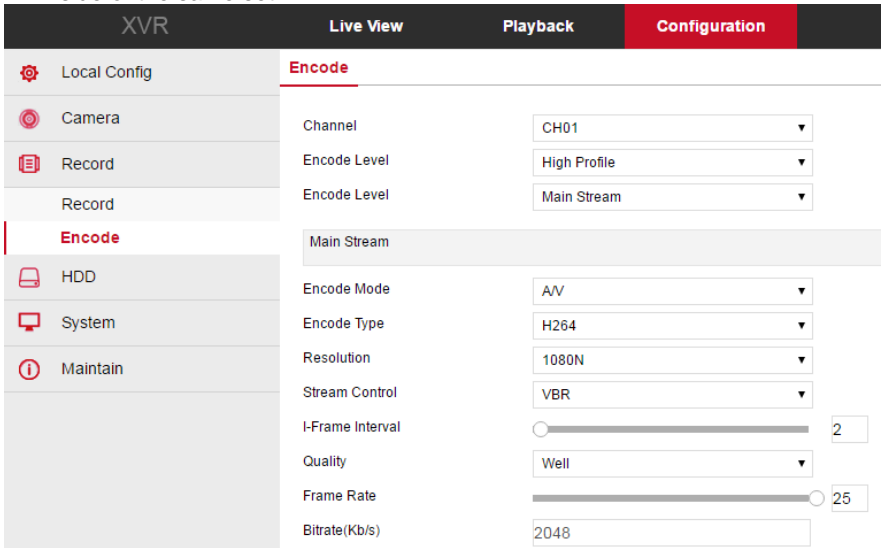 XVR Live View Playback Configuration
Local Config
Camera
Record
Record
Encode
HDD
System
Maintain
Encode
Channel CH01
Encode Level High Profile
Encode Level Main Stream
Main Stream
Encode Mode A/V
Encode Type H264
Resolution 1080N
Stream Control VBR
I-Frame Interval 2
Quality Well
Frame Rate 25
Bitrate(Kb/s) 2048